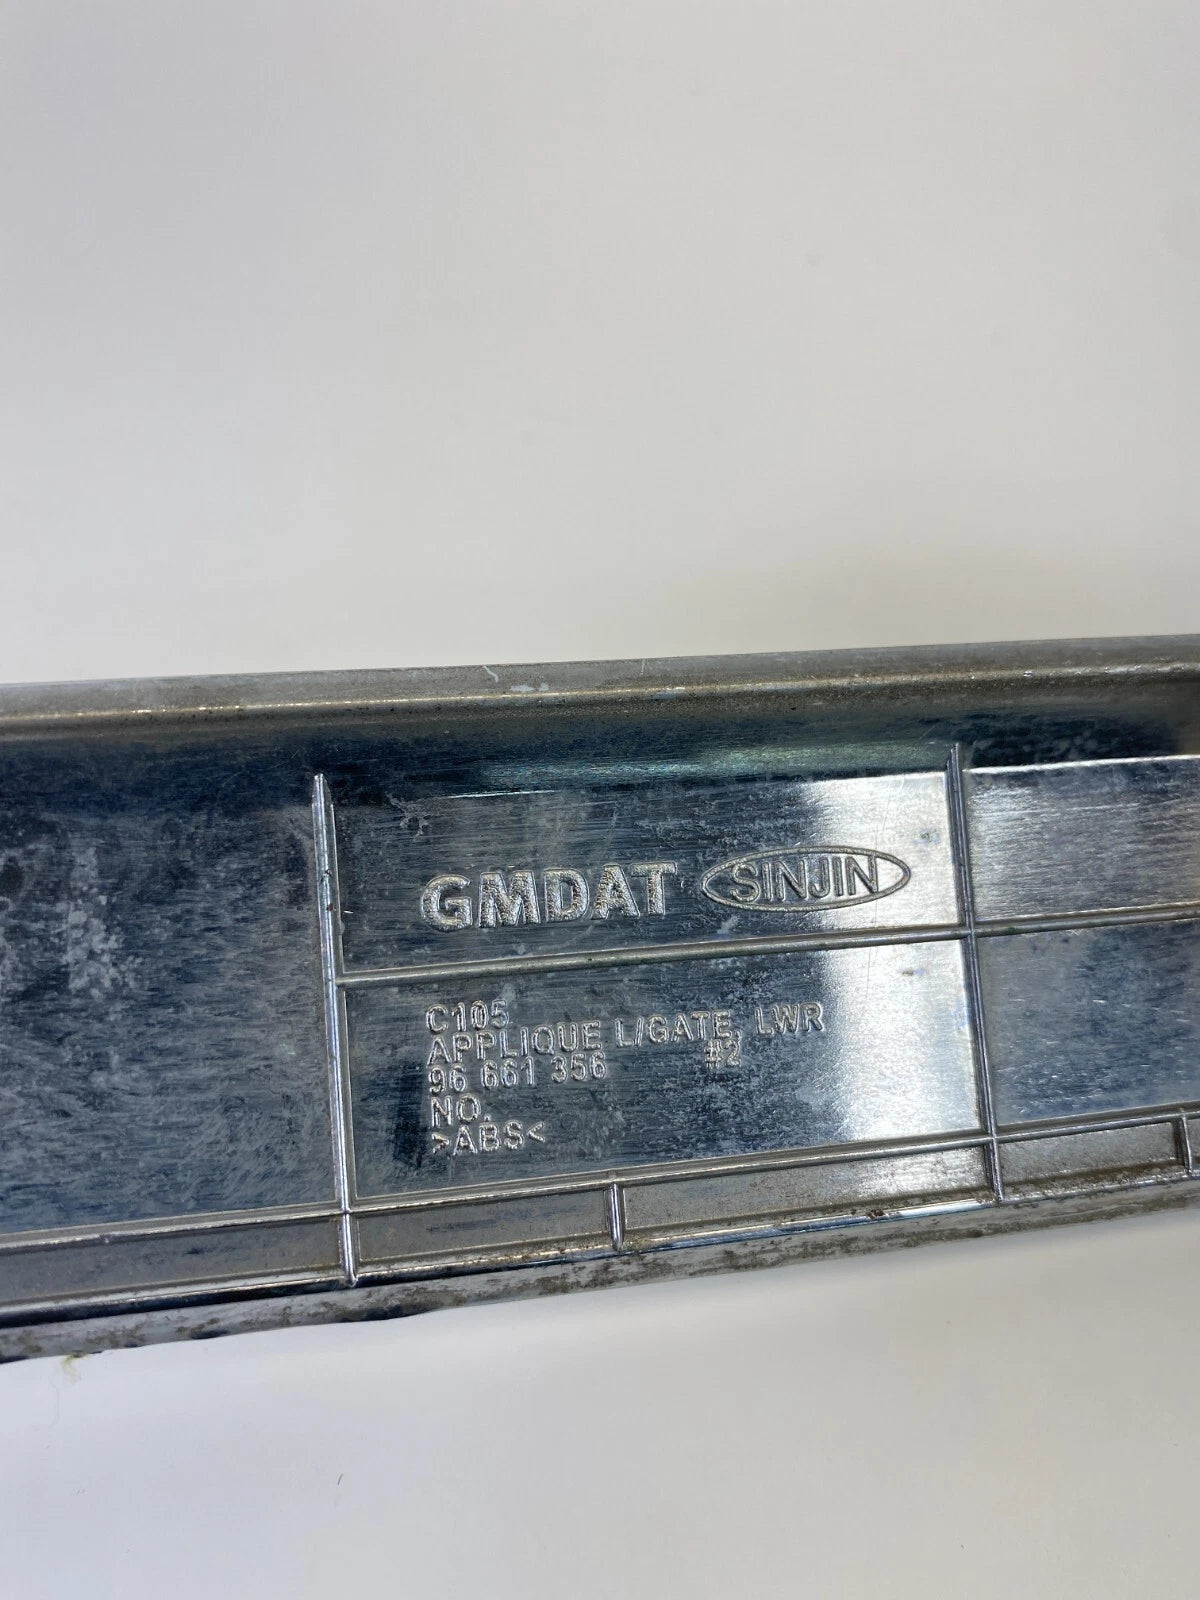 GMDAT SINJIN
C105
APPLIQUE L/GATE, LWR
96 661 356 #2
NO.
>ABS<